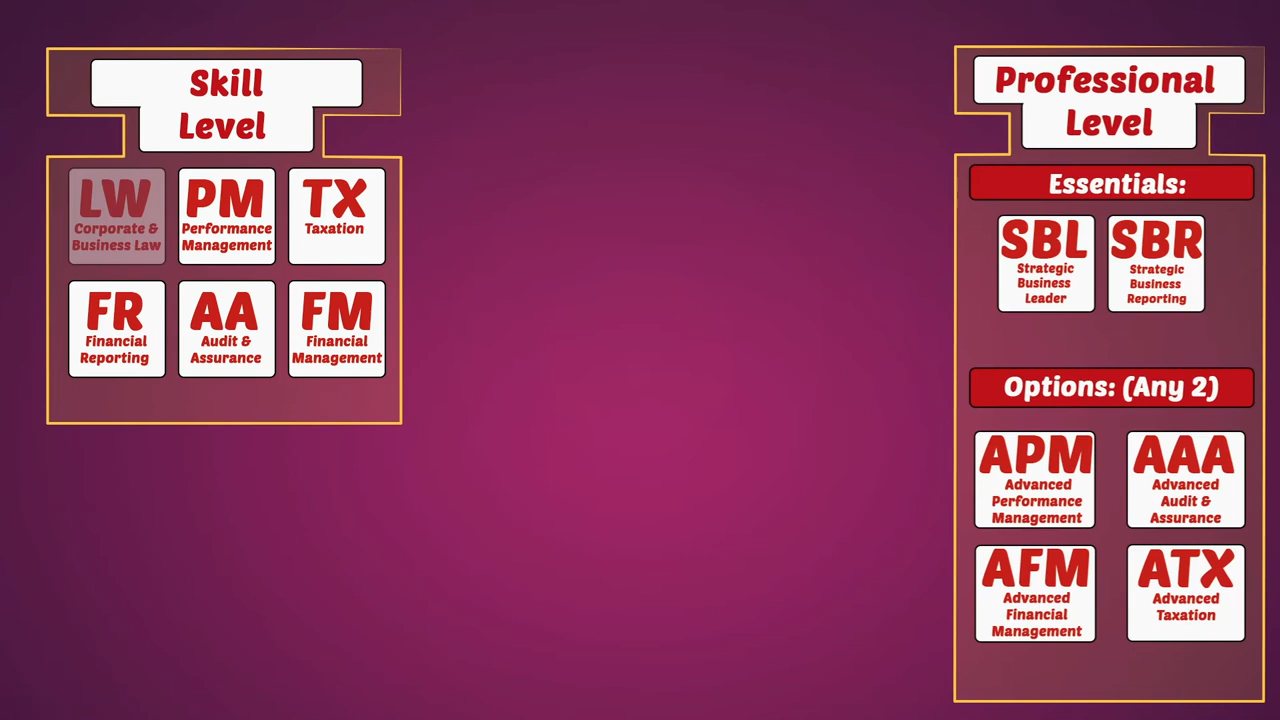 Skill
Level
LW
Corporate &
Business Law
PM
Performance
Management
TX
Taxation
FR
Financial
Reporting
AA
Audit &
Assurance
FM
Financial
Management
Professional
Level
Essentials:
SBL
Strategic
Business
Leader
SBR
Strategic
Business
Reporting
Options: (Any 2)
APM
Advanced
Performance
Management
AAA
Advanced
Audit &
Assurance
AFM
Advanced
Financial
Management
ATX
Advanced
Taxation